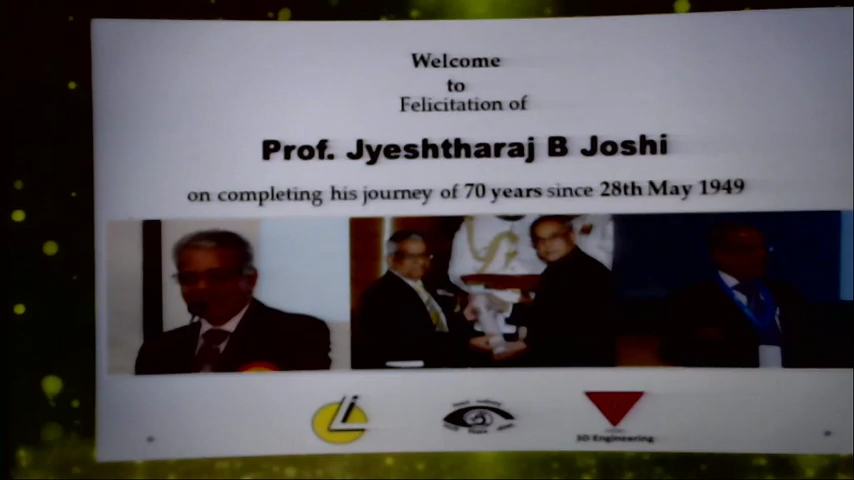 Welcome
to
Felicitation of
Prof. Jyeshtharaj B Joshi
on completing his journey of 70 years since 28th May 1949
3D Engineering